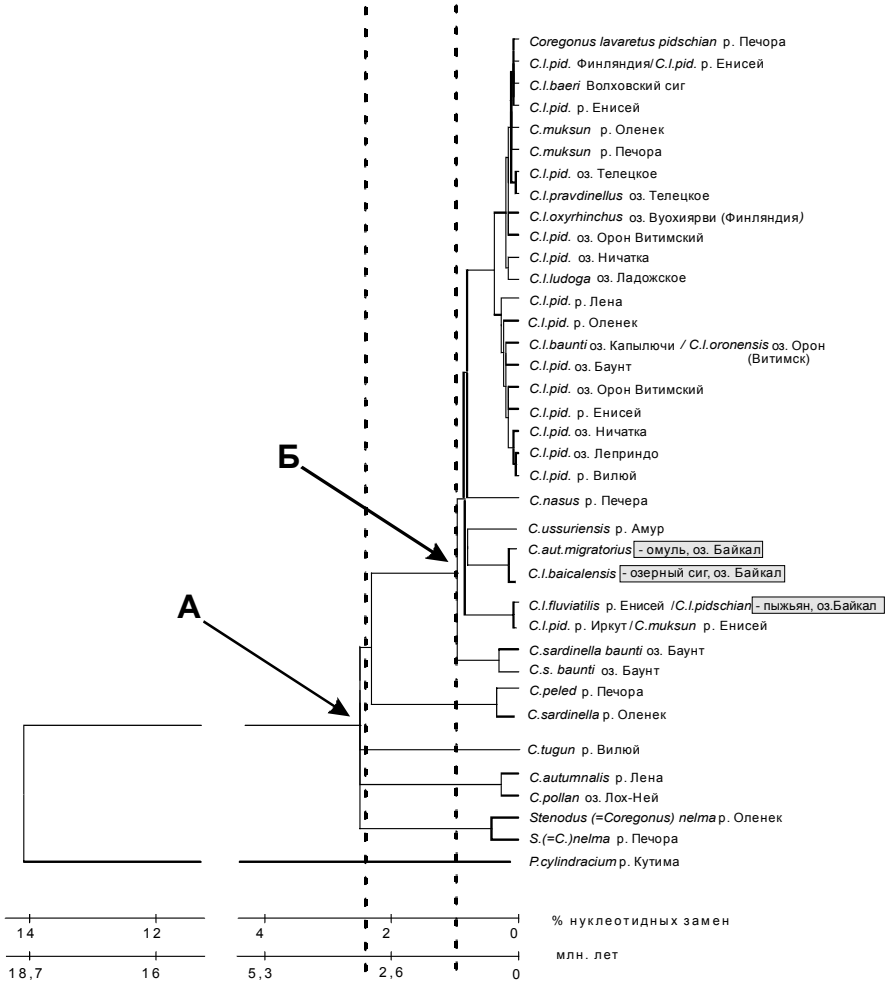 Coregonus lavaretus pidschian р. Печора
C.l.pid. Финляндия/C.l.pid. р. Енисей
C.l.baeri Волховский сиг
C.l.pid. р. Енисей
C.muksun р. Оленек
C.muksun р. Печора
C.l.pid. оз. Телецкое
C.l.pravdinellus оз. Телецкое
C.l.oxyrhinchus оз. Вуохиярви (Финляндия)
C.l.pid. оз. Орон Витимский
C.l.pid. оз. Ничатка
C.l.ludoga оз. Ладожское
C.l.pid. р. Лена
C.l.pid. р. Оленек
C.l.baunti оз. Капылючи / C.l.oronensis оз. Орон
(Витимск)
C.l.pid. оз. Баунт
C.l.pid. оз. Орон Витимский
C.l.pid. р. Енисей
C.l.pid. оз. Ничатка
C.l.pid. оз. Леприндо
Б
C.l.pid. р. Вилюй
C.nasus р. Печера
C.ussuriensis р. Амур
C.aut.migratorius - омуль, оз. Байкал
C.l.baicalensis - озерный сиг, оз. Байкал
А
C.l.fluviatilis р. Енисей /C.l.pidschian - пыжьян, оз.Байкал
C.l.pid. р. Иркут/C.muksun р. Енисей
C.sardinella baunti оз. Баунт
C.s. baunti оз. Баунт
C.peled р. Печора
C.sardinella р. Оленек
C.tugun р. Вилюй
C.autumnalis р. Лена
C.pollan оз. Лох-Ней
Stenodus (=Coregonus) nelma р. Оленек
S.(=C.)nelma р. Печора
P.cylindracium р. Кутима
14 12 4 2 0 % нуклеотидных замен
18,7 16 5,3 2,6 0 млн. лет